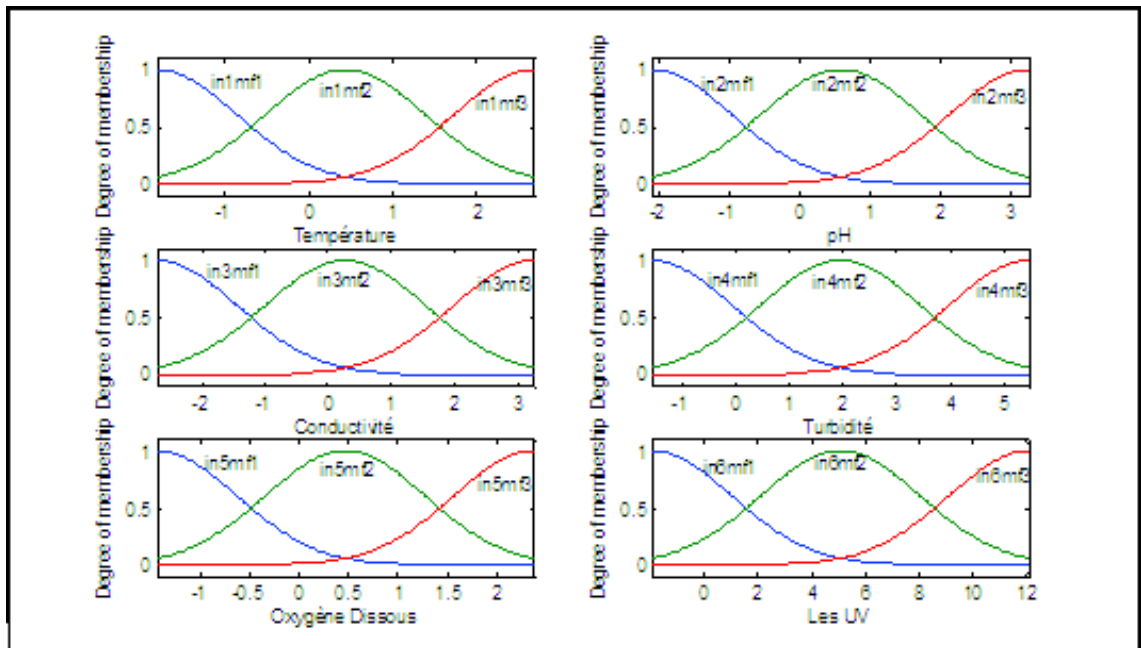 Degree of membership
1
0.5
0
in1mf1
in1mf2
in1mf3
-1
0
1
2
Température
Degree of membership
1
0.5
0
in2mf1
in2mf2
in2mf3
-2
-1
0
1
2
3
pH
Degree of membership
1
0.5
0
in3mf1
in3mf2
in3mf3
-2
-1
0
1
2
3
Conductivité
Degree of membership
1
0.5
0
in4mf1
in4mf2
in4mf3
-1
0
1
2
3
4
5
Turbidité
Degree of membership
1
0.5
0
in5mf1
in5mf2
in5mf3
-1
-0.5
0
0.5
1
1.5
2
Oxygène Dissous
Degree of membership
1
0.5
0
in6mf1
in6mf2
in6mf3
0
2
4
6
8
10
12
Les UV